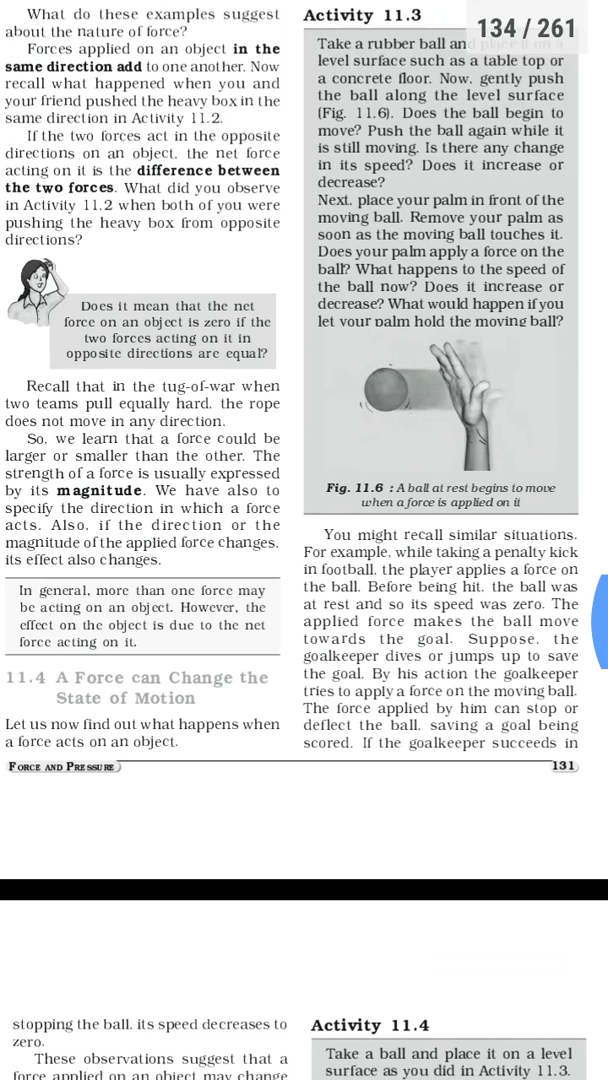 What do these examples suggest
about the nature of force?
Forces applied on an object in the
same direction add to one another. Now
recall what happened when you and
your friend pushed the heavy box in the
same direction in Activity 11.2.
If the two forces act in the opposite
directions on an object, the net force
acting on it is the difference between
the two forces. What did you observe
in Activity 11.2 when both of you were
pushing the heavy box from opposite
directions?
Does it mean that the net
force on an object is zero if the
two forces acting on it in
opposite directions are equal?
Recall that in the tug-of-war when
two teams pull equally hard, the rope
does not move in any direction.
So, we learn that a force could be
larger or smaller than the other. The
strength of a force is usually expressed
by its magnitude. We have also to
specify the direction in which a force
acts. Also, if the direction or the
magnitude of the applied force changes,
its effect also changes.
In general, more than one force may
be acting on an object. However, the
effect on the object is due to the net
force acting on it.
11.4 A Force can Change the
State of Motion
Let us now find out what happens when
a force acts on an object.
Activity 11.3
134 / 261
Take a rubber ball and place it on a
level surface such as a table top or
a concrete floor. Now, gently push
the ball along the level surface
(Fig. 11.6). Does the ball begin to
move? Push the ball again while it
is still moving. Is there any change
in its speed? Does it increase or
decrease?
Next, place your palm in front of the
moving ball. Remove your palm as
soon as the moving ball touches it.
Does your palm apply a force on the
ball? What happens to the speed of
the ball now? Does it increase or
decrease? What would happen if you
let your palm hold the moving ball?
Fig. 11.6 : A ball at rest begins to move
when a force is applied on it
You might recall similar situations.
For example, while taking a penalty kick
in football, the player applies a force on
the ball. Before being hit, the ball was
at rest and so its speed was zero. The
applied force makes the ball move
towards the goal. Suppose, the
goalkeeper dives or jumps up to save
the goal. By his action the goalkeeper
tries to apply a force on the moving ball.
The force applied by him can stop or
deflect the ball, saving a goal being
scored. If the goalkeeper succeeds in
FORCE AND PRESSURE
131
stopping the ball, its speed decreases to
zero.
These observations suggest that a
force applied on an object may change
Activity 11.4
Take a ball and place it on a level
surface as you did in Activity 11.3.